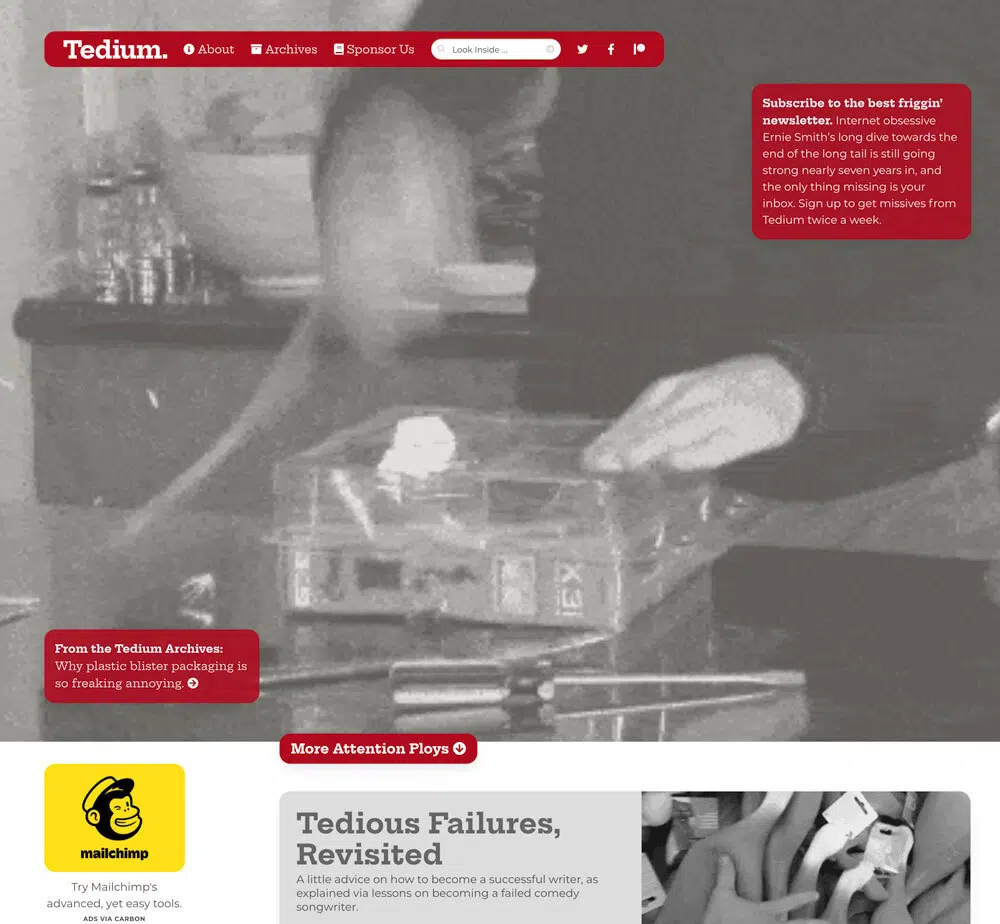 Tedium. About Archives Sponsor Us Look Inside ...
Subscribe to the best friggin'
newsletter. Internet obsessive
Ernie Smith's long dive towards the
end of the long tail is still going
strong nearly seven years in, and
the only thing missing is your
inbox. Sign up to get missives from
Tedium twice a week.
From the Tedium Archives:
Why plastic blister packaging is
so freaking annoying.
More Attention Ploys
mailchimp
Try Mailchimp's
advanced, yet easy tools.
ADS VIA CARBON
Tedious Failures,
Revisited
A little advice on how to become a successful writer, as
explained via lessons on becoming a failed comedy
songwriter.